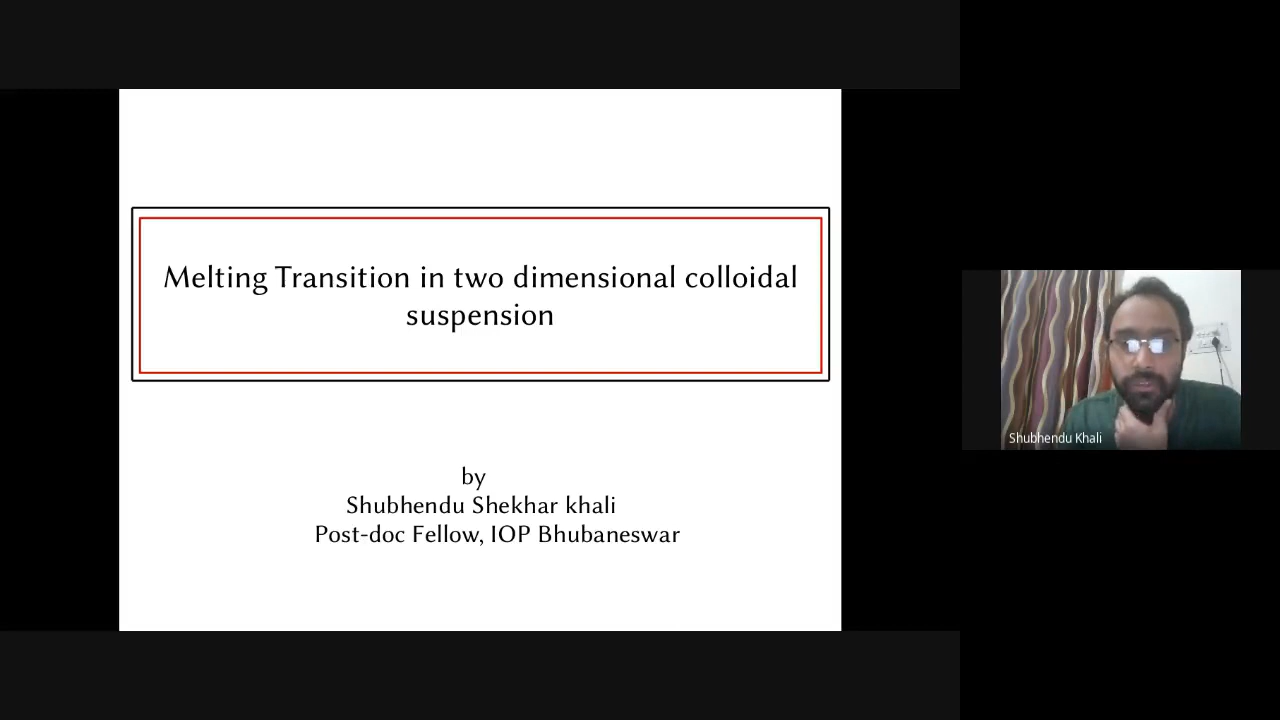 Melting Transition in two dimensional colloidal
suspension
by
Shubhendu Shekhar khali
Post-doc Fellow, IOP Bhubaneswar
Shubhendu Khali